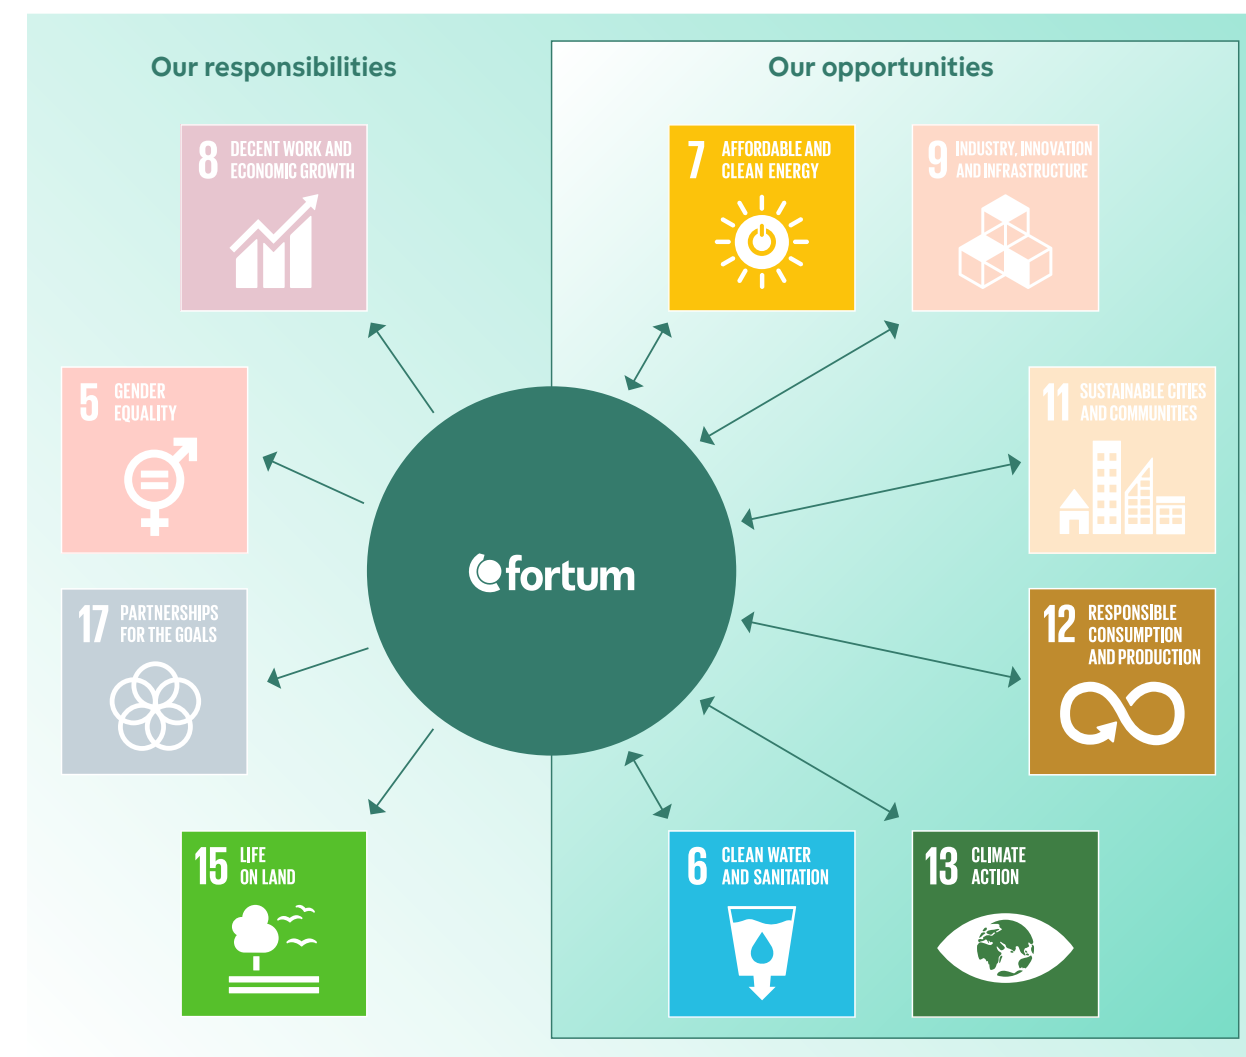 Our responsibilities
Our opportunities
8 DECENT WORK AND
ECONOMIC GROWTH
7 AFFORDABLE AND
CLEAN ENERGY
9 INDUSTRY, INNOVATION
AND INFRASTRUCTURE
5 GENDER
EQUALITY
11 SUSTAINABLE CITIES
AND COMMUNITIES
fortum
17 PARTNERSHIPS
FOR THE GOALS
12 RESPONSIBLE
CONSUMPTION
AND PRODUCTION
15 LIFE
ON LAND
6 CLEAN WATER
AND SANITATION
13 CLIMATE
ACTION